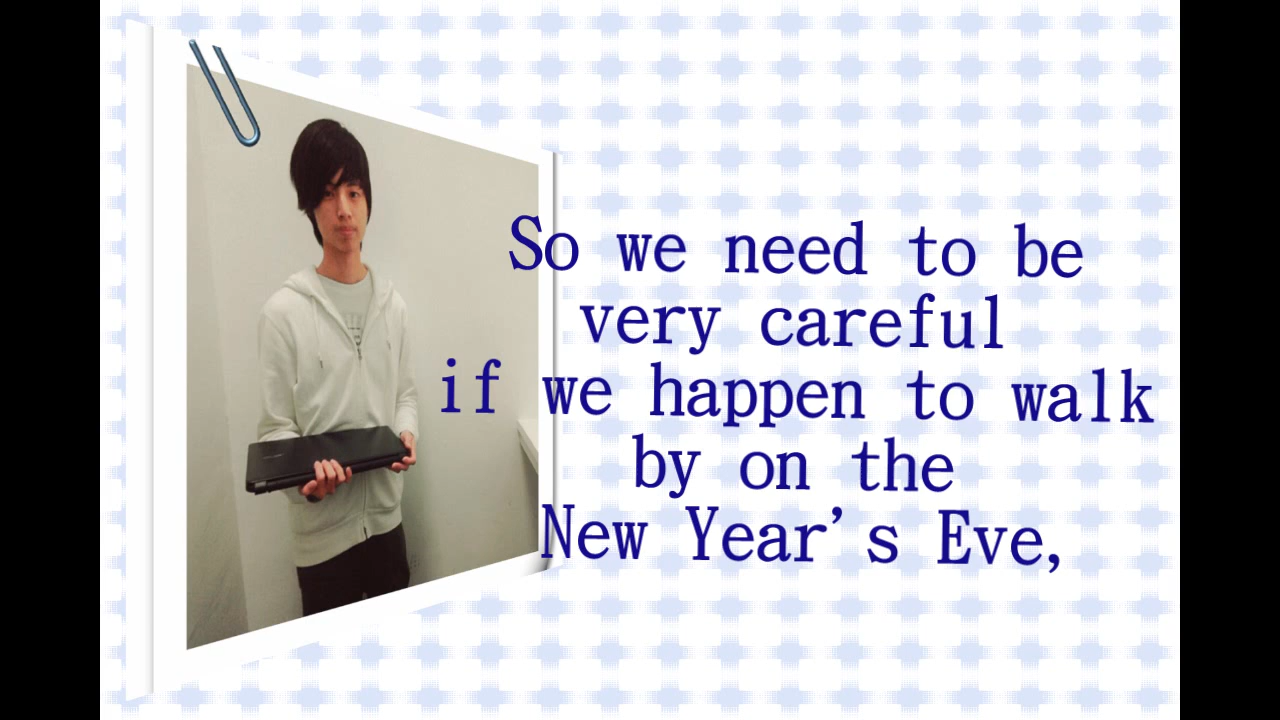 So we need to be
very careful
if we happen to walk
by on the
New Year's Eve,